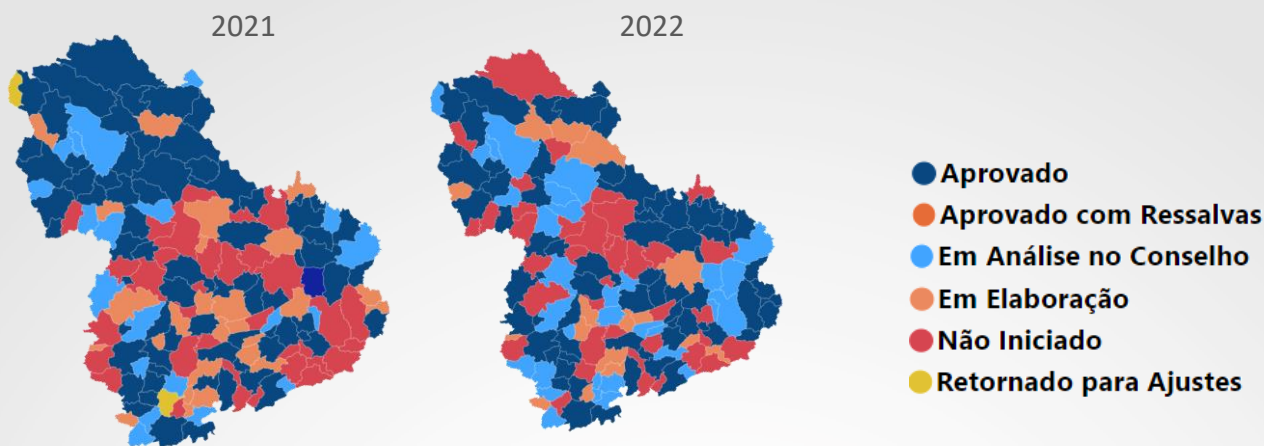 2021
2022
Aprovado
Aprovado com Ressalvas
Em Análise no Conselho
Em Elaboração
Não Iniciado
Retornado para Ajustes